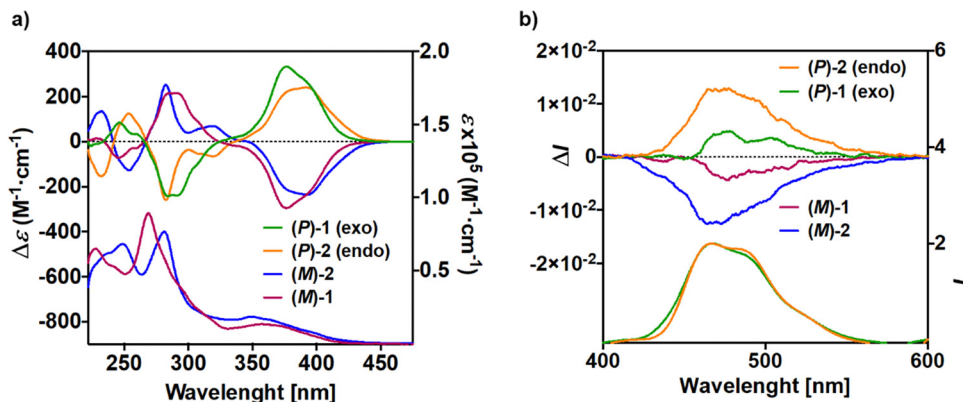 a)
400
200
0
-200
-400
-600
-800
Δε (M⁻¹·cm⁻¹)
2.0
1.5
1.0
0.5
εx10⁵ (M⁻¹·cm⁻¹)
(P)-1 (exo)
(P)-2 (endo)
(M)-2
(M)-1
250 300 350 400 450
Wavelenght [nm]
b)
2×10⁻²
1×10⁻²
0
-1×10⁻²
-2×10⁻²
ΔI
6
4
2
I
(P)-2 (endo)
(P)-1 (exo)
(M)-1
(M)-2
400 500 600
Wavelenght [nm]